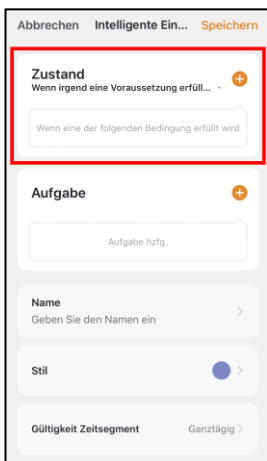 Abbrechen Intelligente Ein... Speichern
Zustand
Wenn irgend eine Voraussetzung erfüll...
Wenn eine der folgenden Bedingung erfüllt wird
Aufgabe
Aufgabe hzfg.
Name
Geben Sie den Namen ein
Stil
Gültigkeit Zeitsegment Ganztägig